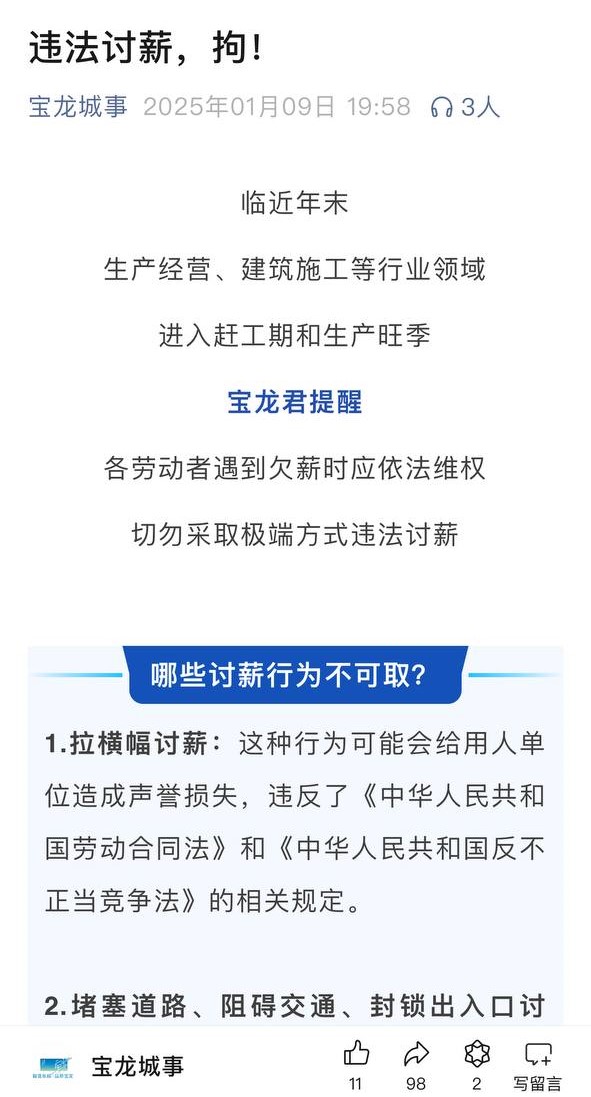 违法讨薪，拘！
宝龙城事 2025年01月09日 19:58 3人
临近年末
生产经营、建筑施工等行业领域
进入赶工期和生产旺季
宝龙君提醒
各劳动者遇到欠薪时应依法维权
切勿采取极端方式违法讨薪
哪些讨薪行为不可取？
1.拉横幅讨薪：这种行为可能会给用人单
位造成声誉损失，违反了《中华人民共和
国劳动合同法》和《中华人民共和国反不
正当竞争法》的相关规定。
2.堵塞道路、阻碍交通、封锁出入口讨
宝龙城事
11 98 2 写留言